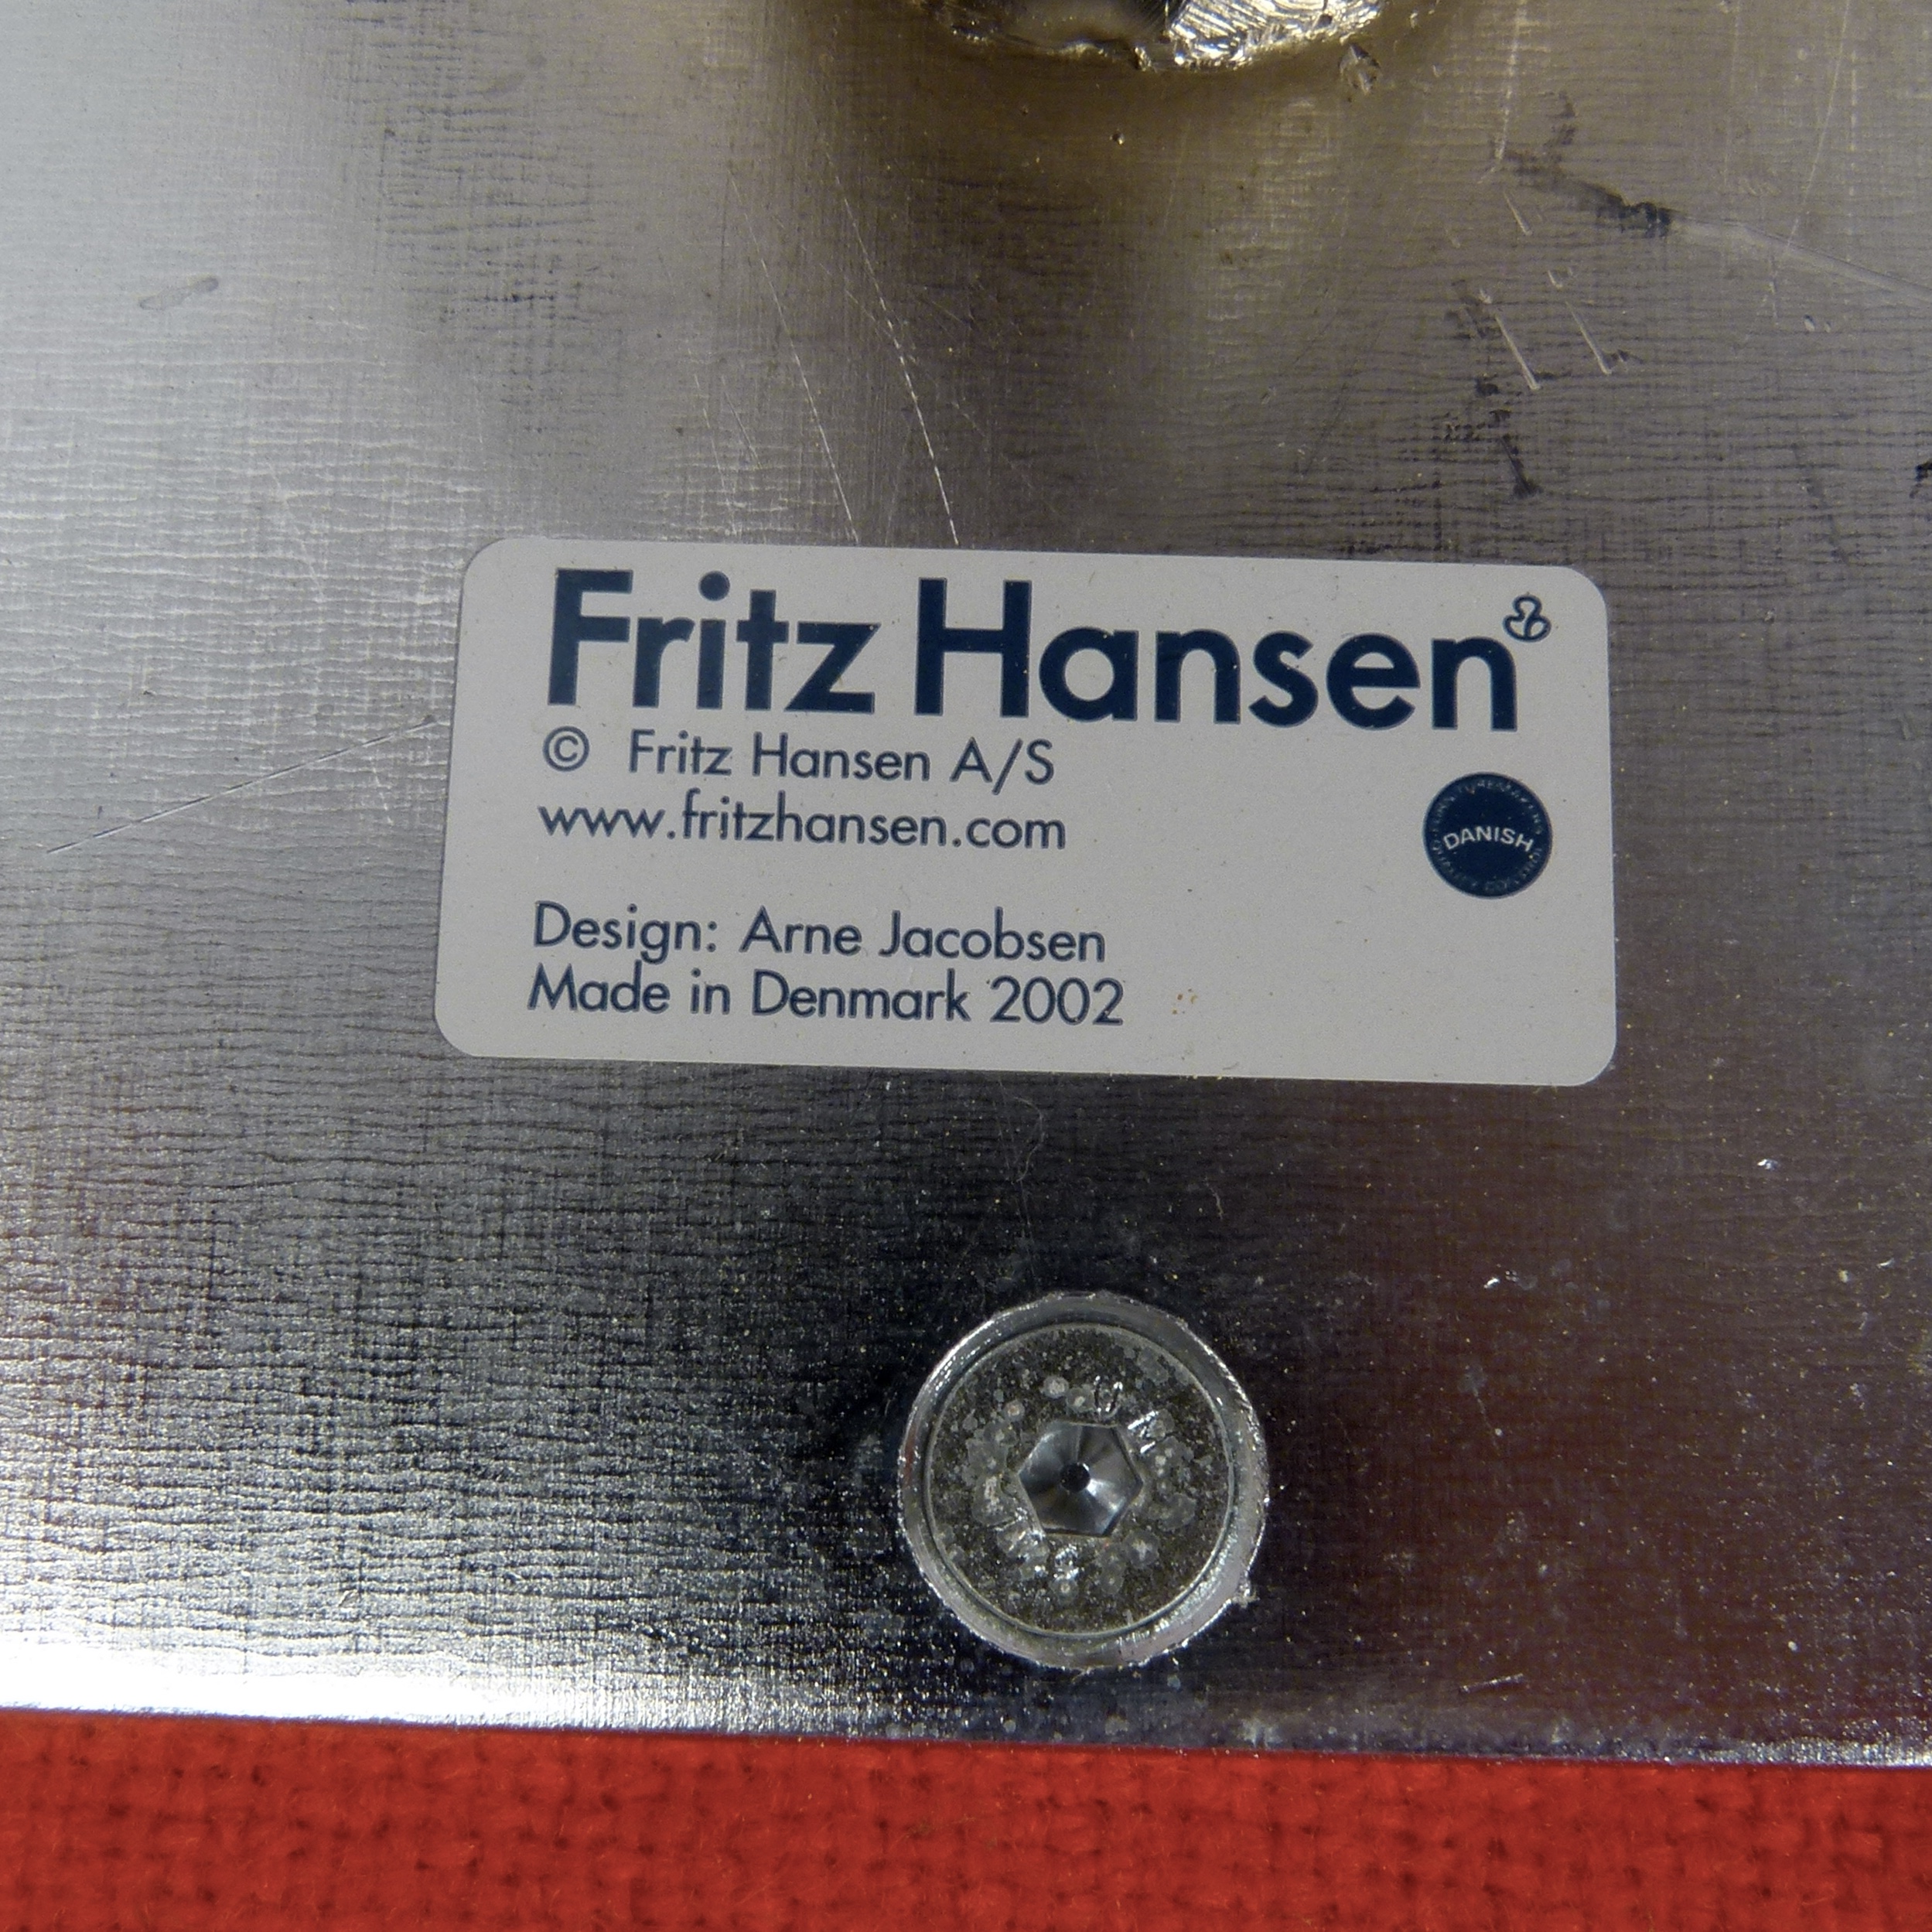 Fritz Hansen
© Fritz Hansen A/S
www.fritzhansen.com
DANISH
Design: Arne Jacobsen
Made in Denmark 2002